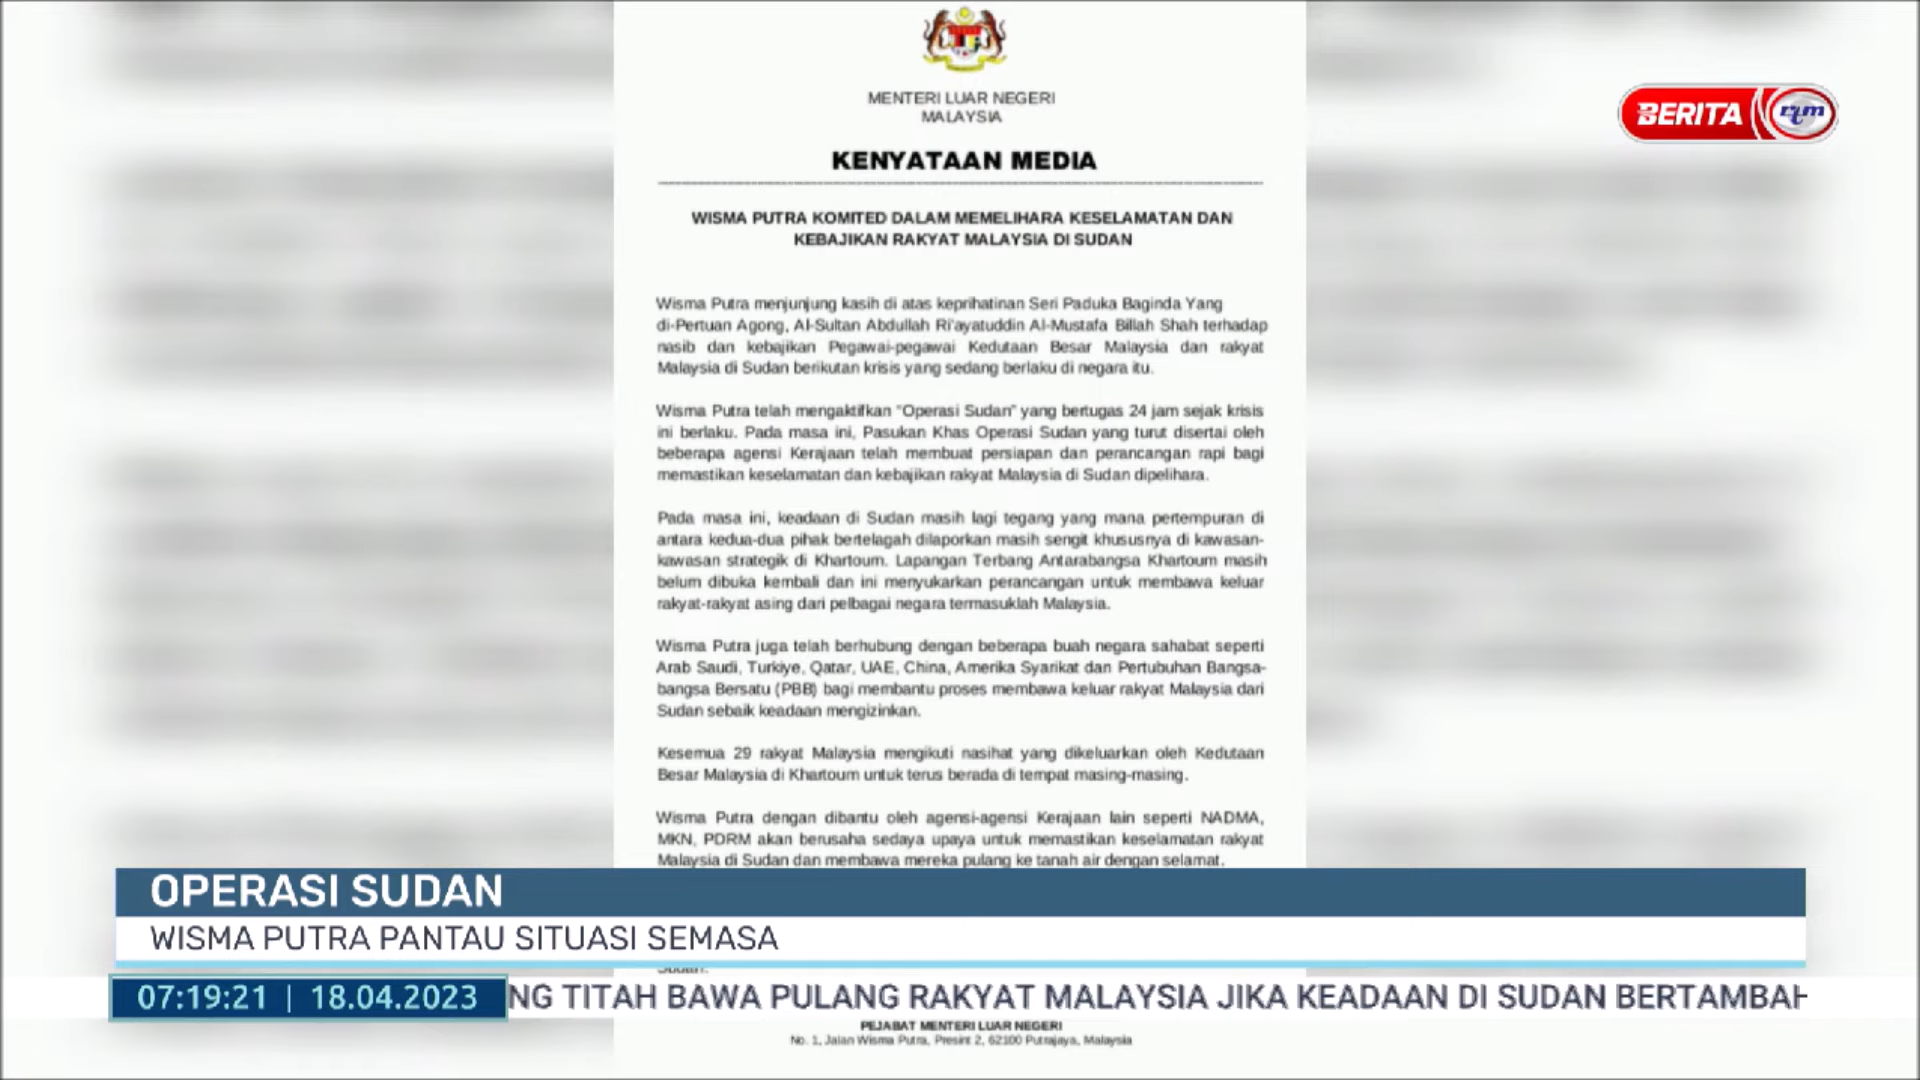 MENTERI LUAR NEGERI
MALAYSIA
BERITA rtm
KENYATAAN MEDIA
WISMA PUTRA KOMITED DALAM MEMELIHARA KESELAMATAN DAN
KEBAJIKAN RAKYAT MALAYSIA DI SUDAN
Wisma Putra menjunjung kasih di atas keprihatinan Seri Paduka Baginda Yang
di-Pertuan Agong, Al-Sultan Abdullah Ri'ayatuddin Al-Mustafa Billah Shah terhadap
nasib dan kebajikan Pegawai-pegawai Kedutaan Besar Malaysia dan rakyat
Malaysia di Sudan berikutan krisis yang sedang berlaku di negara itu.
Wisma Putra telah mengaktifkan "Operasi Sudan" yang bertugas 24 jam sejak krisis
ini berlaku. Pada masa ini, Pasukan Khas Operasi Sudan yang turut disertai oleh
beberapa agensi Kerajaan telah membuat persiapan dan perancangan rapi bagi
memastikan keselamatan dan kebajikan rakyat Malaysia di Sudan dipelihara.
Pada masa ini, keadaan di Sudan masih lagi tegang yang mana pertempuran di
antara kedua-dua pihak bertelagah dilaporkan masih sengit khususnya di kawasan-
kawasan strategik di Khartoum. Lapangan Terbang Antarabangsa Khartoum masih
belum dibuka kembali dan ini menyukarkan perancangan untuk membawa keluar
rakyat-rakyat asing dari pelbagai negara termasuklah Malaysia.
Wisma Putra juga telah berhubung dengan beberapa buah negara sahabat seperti
Arab Saudi, Turkiye, Qatar, UAE, China, Amerika Syarikat dan Pertubuhan Bangsa-
bangsa Bersatu (PBB) bagi membantu proses membawa keluar rakyat Malaysia dari
Sudan sebaik keadaan mengizinkan.
Kesemua 29 rakyat Malaysia mengikuti nasihat yang dikeluarkan oleh Kedutaan
Besar Malaysia di Khartoum untuk terus berada di tempat masing-masing.
Wisma Putra dengan dibantu oleh agensi-agensi Kerajaan lain seperti NADMA,
MKN, PDRM akan berusaha sedaya upaya untuk memastikan keselamatan rakyat
Malaysia di Sudan dan membawa mereka pulang ke tanah air dengan selamat.
OPERASI SUDAN
WISMA PUTRA PANTAU SITUASI SEMASA
07:19:21 | 18.04.2023 NG TITAH BAWA PULANG RAKYAT MALAYSIA JIKA KEADAAN DI SUDAN BERTAMBAH
PEJABAT MENTERI LUAR NEGERI
No. 1, Jalan Wisma Putra, Presint 2, 62100 Putrajaya, Malaysia